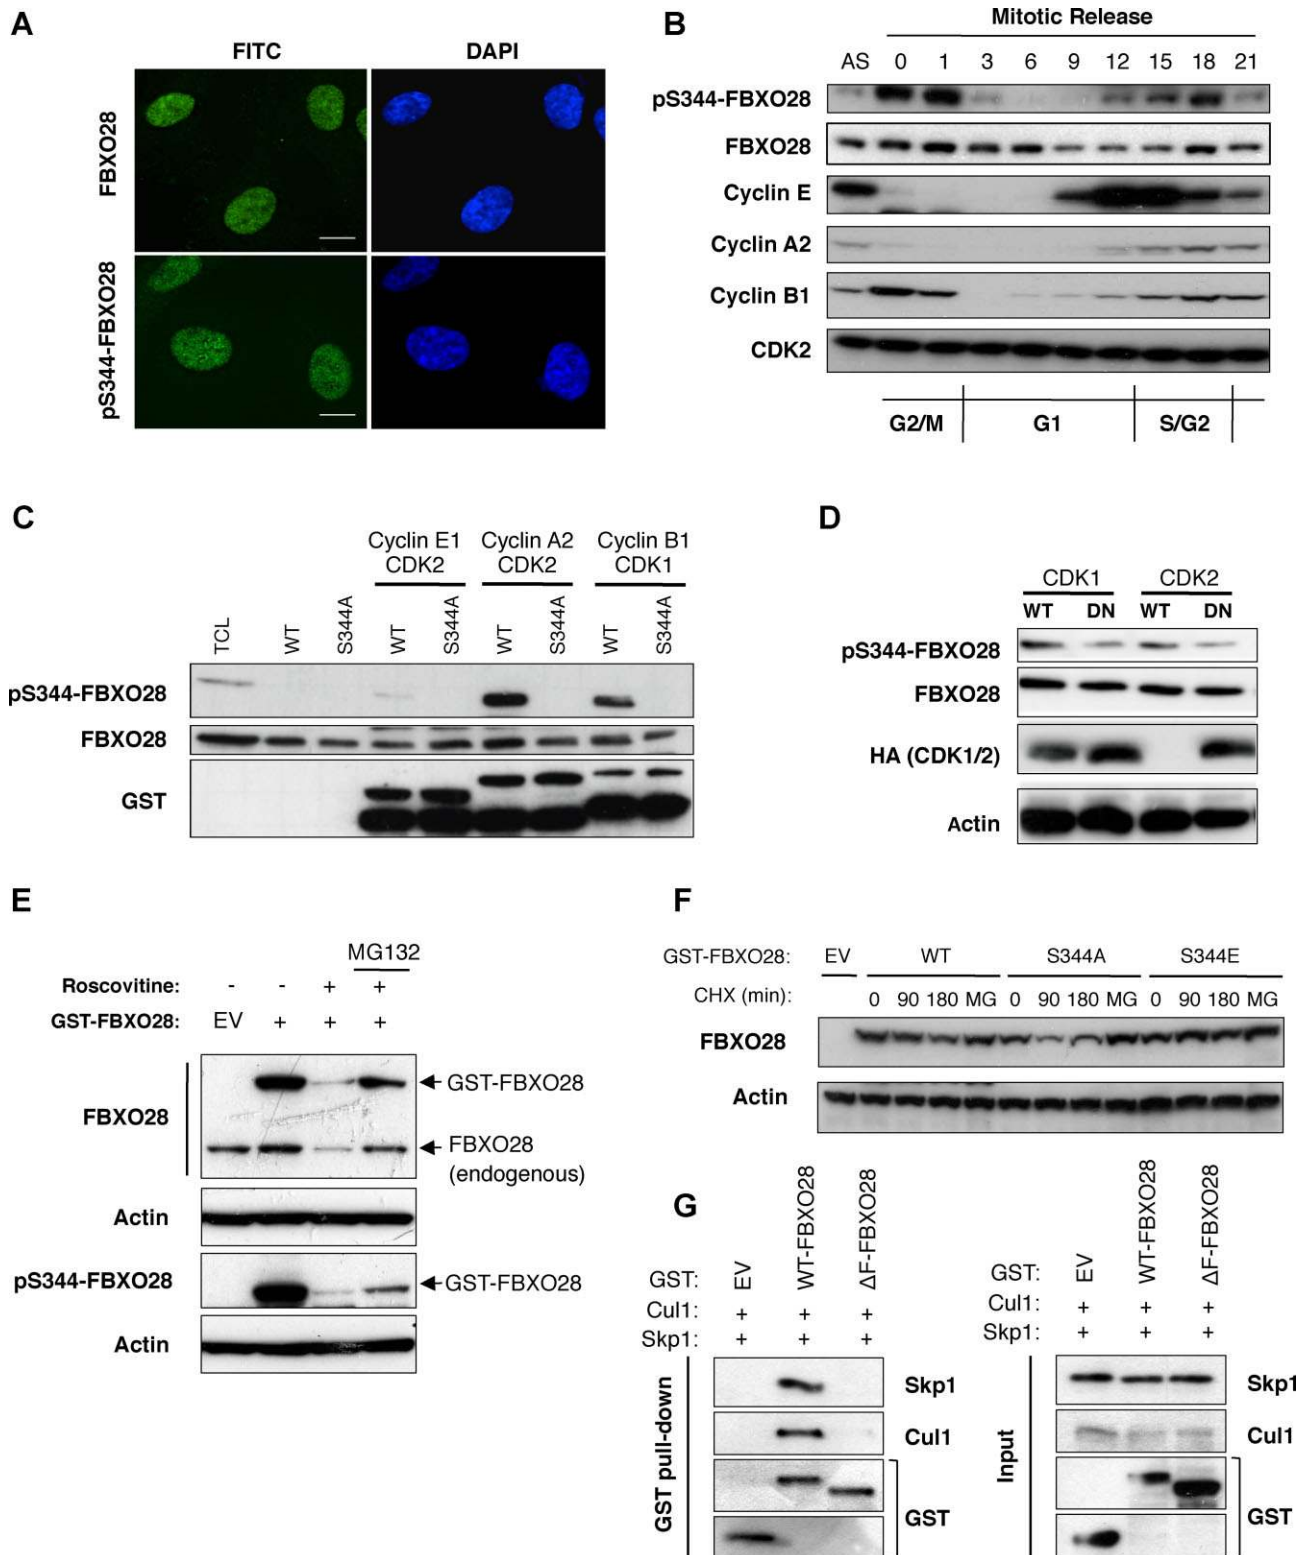 A
FITC DAPI
FBXO28
pS344-FBXO28
B
Mitotic Release
AS 0 1 3 6 9 12 15 18 21
pS344-FBXO28
FBXO28
Cyclin E
Cyclin A2
Cyclin B1
CDK2
G2/M G1 S/G2
C
Cyclin E1 Cyclin A2 Cyclin B1
CDK2 CDK2 CDK1
TCL WT S344A WT S344A WT S344A WT S344A
pS344-FBXO28
FBXO28
GST
D
CDK1 CDK2
WT DN WT DN
pS344-FBXO28
FBXO28
HA (CDK1/2)
Actin
E
MG132
Roscovitine: - - + +
GST-FBXO28: EV + + +
FBXO28
GST-FBXO28
FBXO28
(endogenous)
Actin
pS344-FBXO28
GST-FBXO28
Actin
F
GST-FBXO28: EV WT S344A S344E
CHX (min): 0 90 180 MG 0 90 180 MG 0 90 180 MG
FBXO28
Actin
G
GST: EV WT-FBXO28 ΔF-FBXO28
Cul1: + + +
Skp1: + + +
GST pull-down
Skp1
Cul1
GST
GST: EV WT-FBXO28 ΔF-FBXO28
Cul1: + + +
Skp1: + + +
Input
Skp1
Cul1
GST